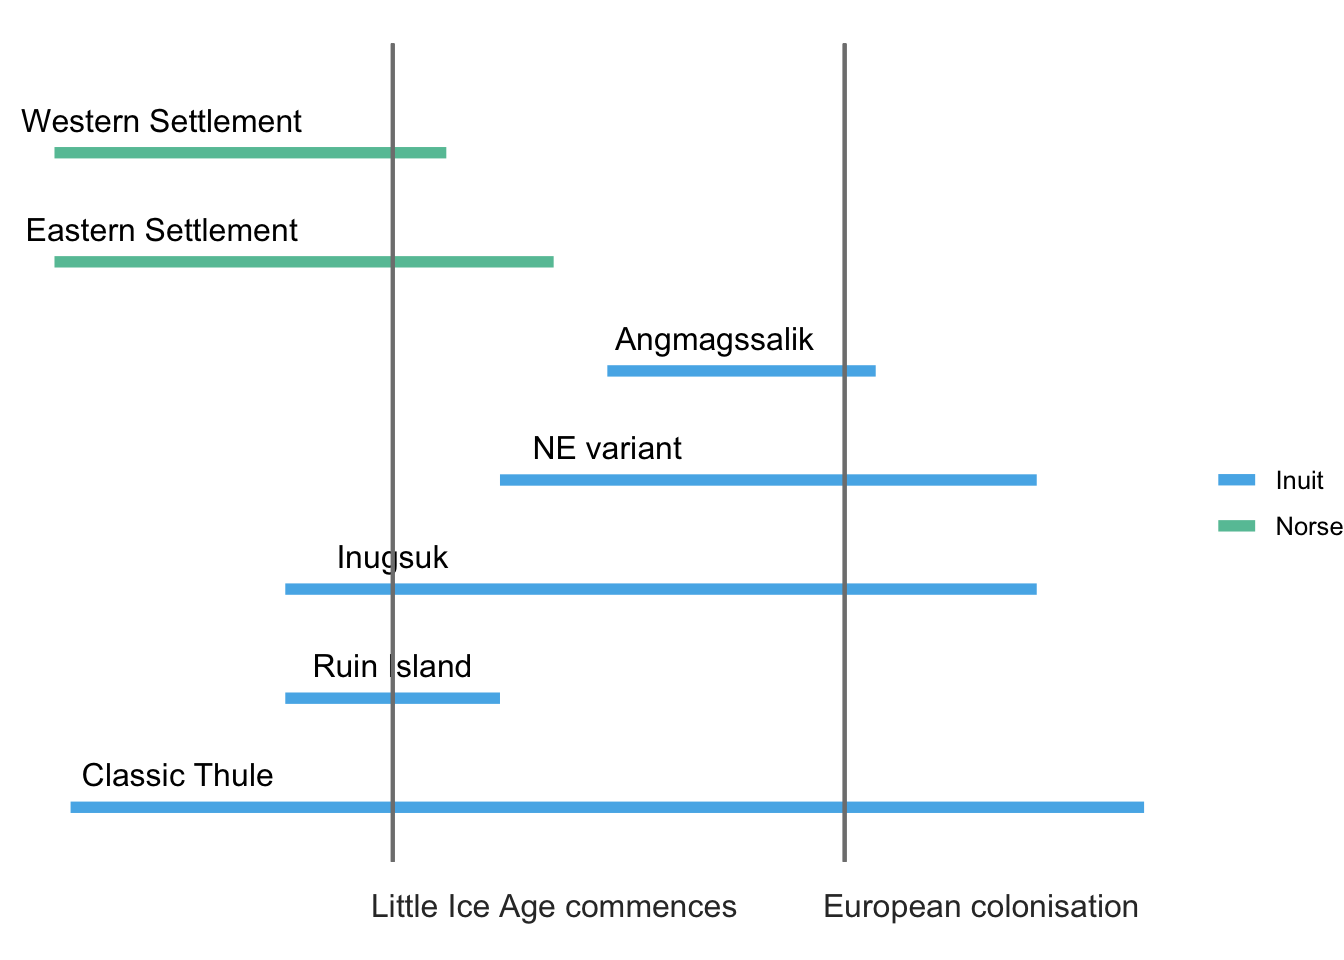 Western Settlement
Eastern Settlement
Angmagssalik
NE variant
Inuit
Norse
Inugsuk
Ruin Island
Classic Thule
Little Ice Age commences
European colonisation